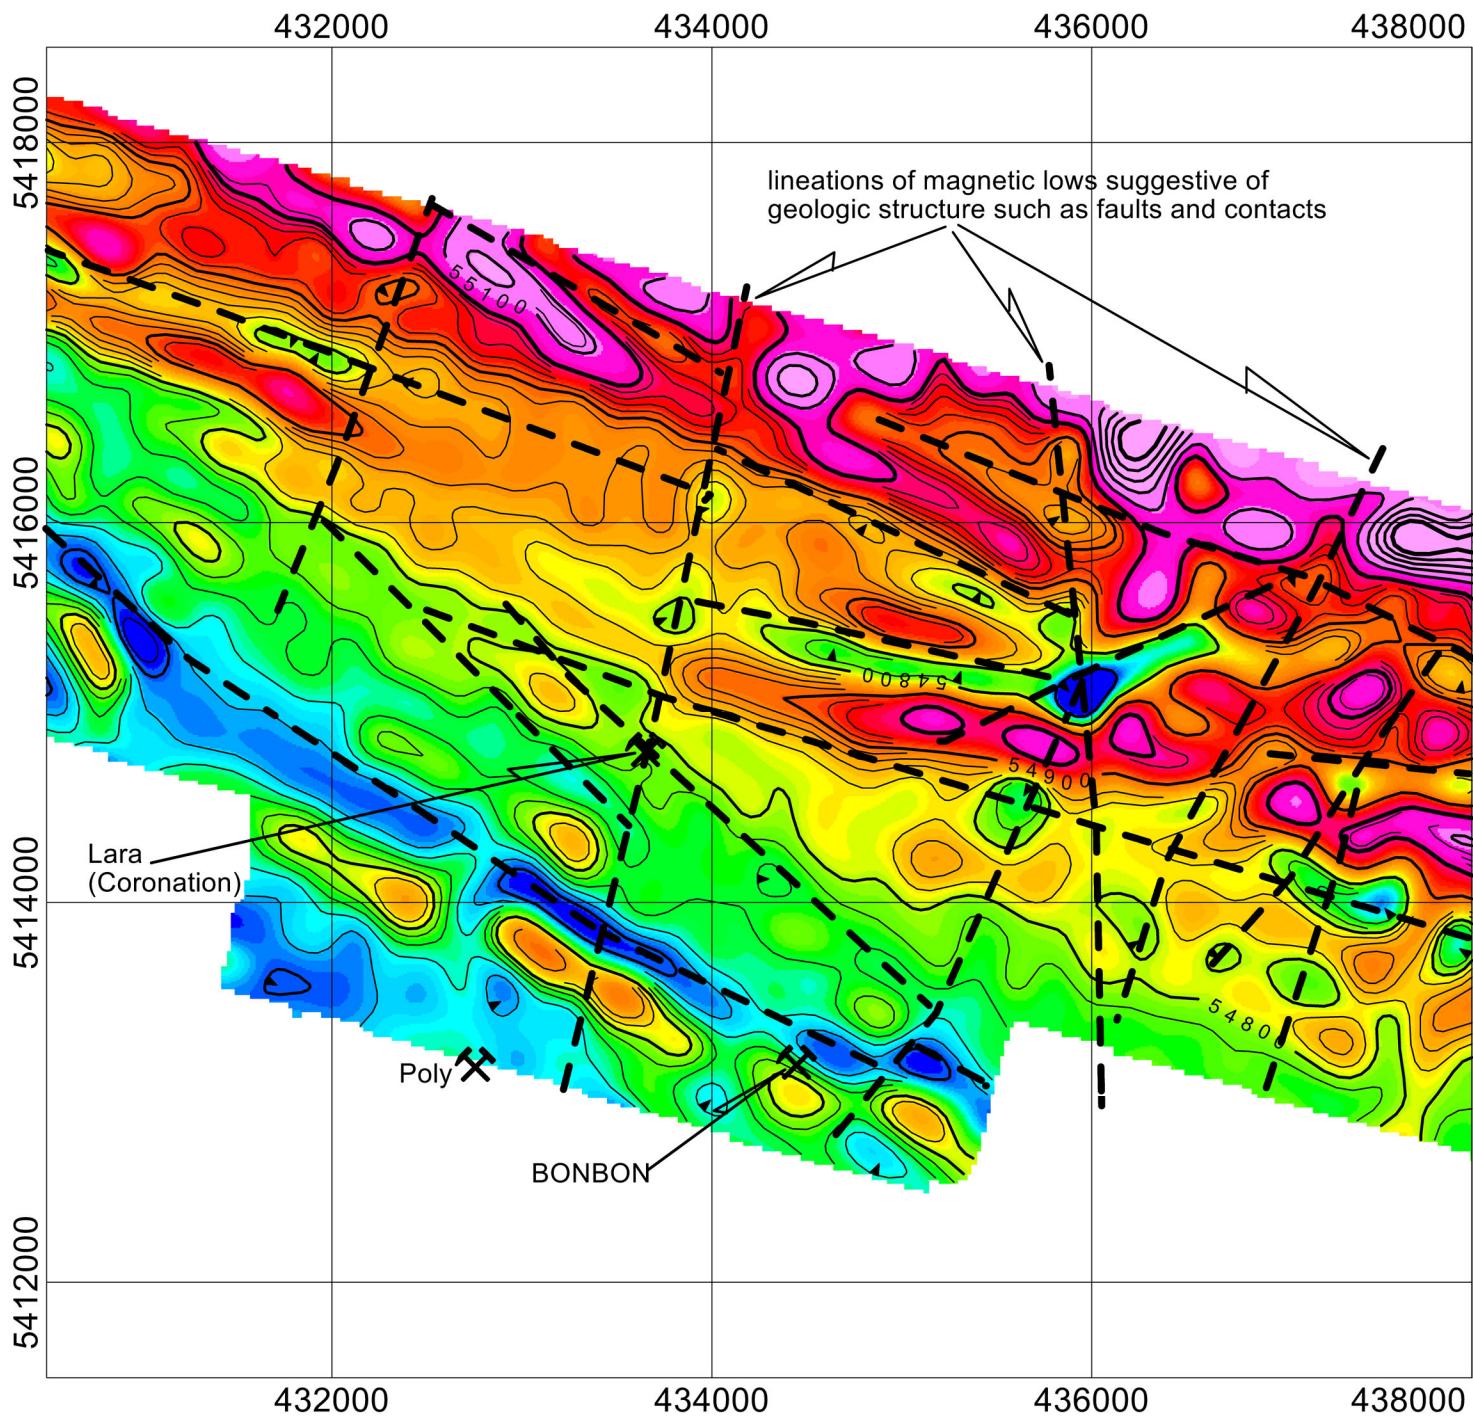 432000 434000 436000 438000
5418000
lineations of magnetic lows suggestive of
geologic structure such as faults and contacts
55100
5416000
54800
54900
Lara
(Coronation)
5414000
5480
Poly
BONBON
5412000
432000 434000 436000 438000